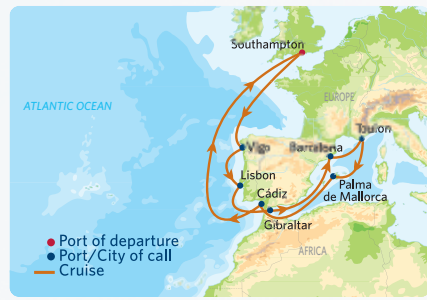 Southampton
ATLANTIC OCEAN
EUROPE
Toulon
Vigo
Barcelona
Lisbon
Cádiz
Palma
de Mallorca
Gibraltar
AFRICA
Port of departure
Port/City of call
Cruise